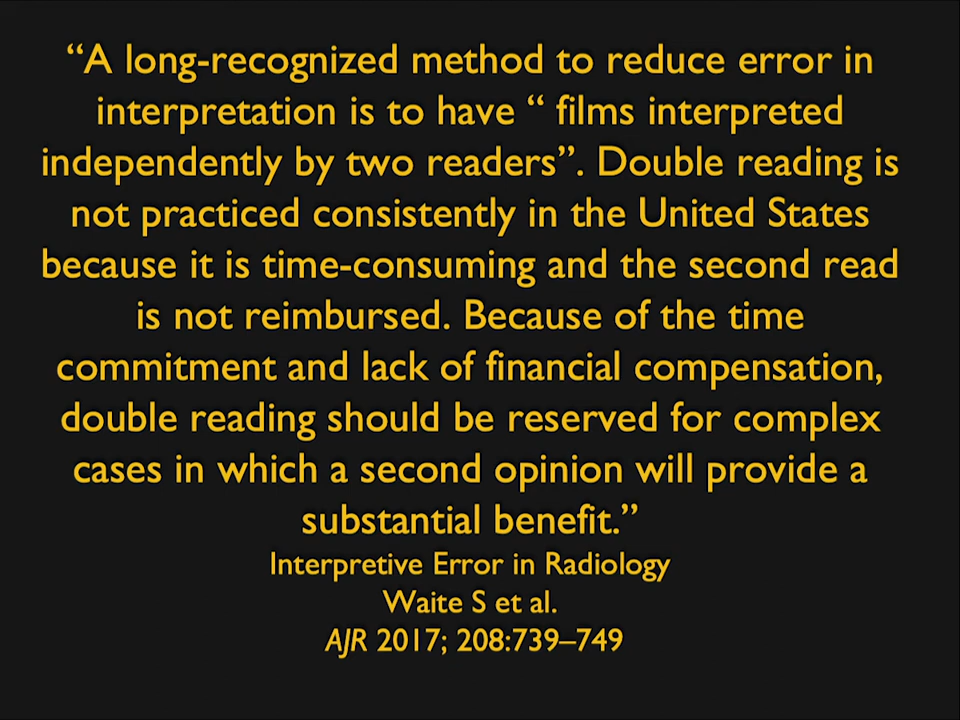 “A long-recognized method to reduce error in
interpretation is to have “ films interpreted
independently by two readers”. Double reading is
not practiced consistently in the United States
because it is time-consuming and the second read
is not reimbursed. Because of the time
commitment and lack of financial compensation,
double reading should be reserved for complex
cases in which a second opinion will provide a
substantial benefit.”
Interpretive Error in Radiology
Waite S et al.
AJR 2017; 208:739–749